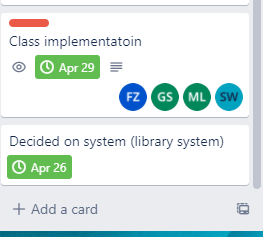 Class implementatoin
Apr 29
FZ GS ML SW
Decided on system (library system)
Apr 26
+ Add a card